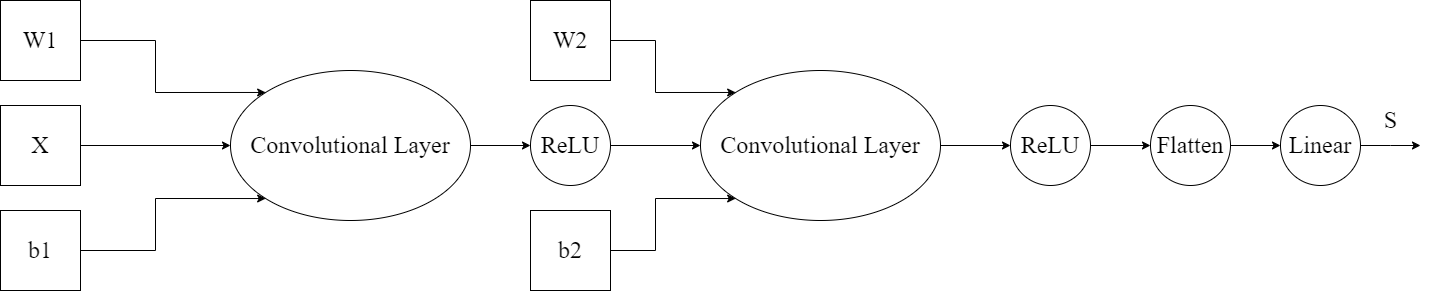 W1
X
b1
Convolutional Layer
ReLU
W2
b2
Convolutional Layer
ReLU
Flatten
Linear
S